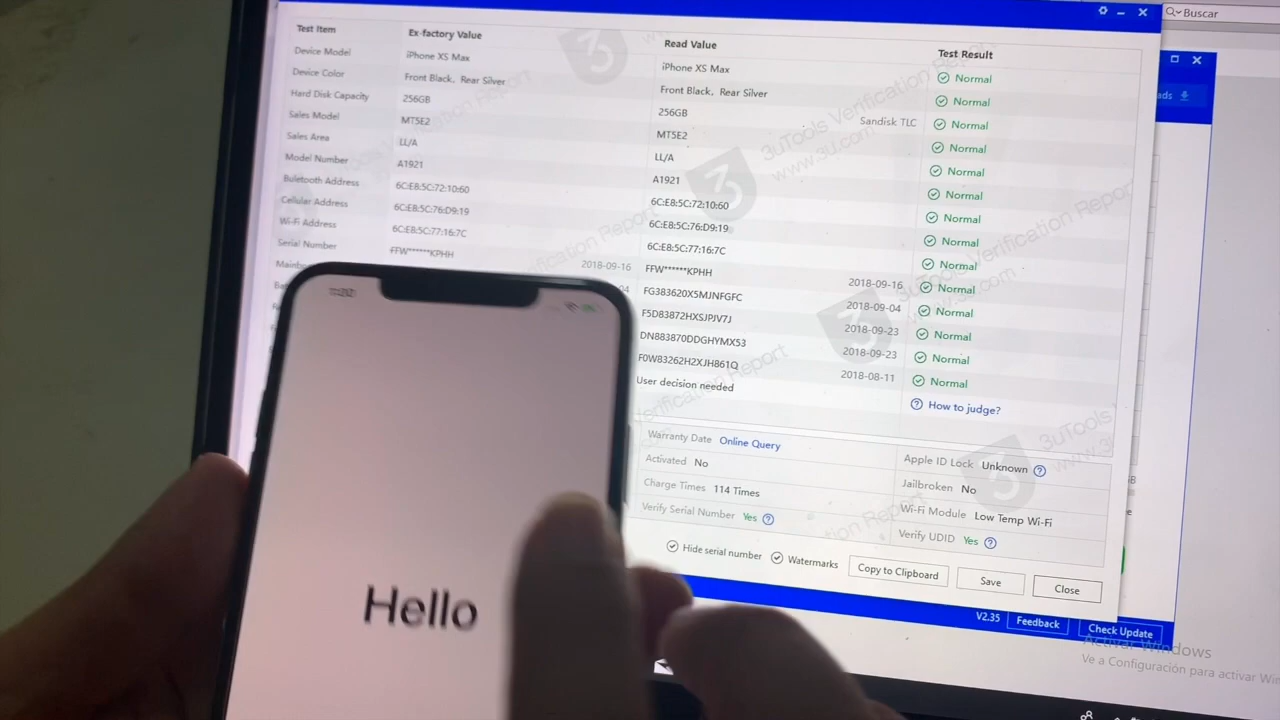 Buscar
Test Item Ex-factory Value Read Value Test Result
Device Model iPhone XS Max iPhone XS Max Normal
Device Color Front Black, Rear Silver Front Black, Rear Silver Normal
Hard Disk Capacity 256GB 256GB Sandisk TLC Normal
Sales Model MT5E2 MT5E2 Normal
Sales Area LL/A LL/A Normal
Model Number A1921 A1921 Normal
Buletooth Address 6C:E8:5C:72:10:60 6C:E8:5C:72:10:60 Normal
Cellular Address 6C:E8:5C:76:D9:19 6C:E8:5C:76:D9:19 Normal
Wi-Fi Address 6C:E8:5C:77:16:7C 6C:E8:5C:77:16:7C Normal
Serial Number FFW******KPHH FFW******KPHH Normal
2018-09-16 FG383620X5MJNFGFC 2018-09-16 Normal
F5D83872HXSJPJV7J 2018-09-04 Normal
DN883870DDGHYMX53 2018-09-23 Normal
F0W83262H2XJH861Q 2018-09-23 Normal
2018-08-11
User decision needed How to judge?
Warranty Date Online Query
Apple ID Lock Unknown
Activated No
Jailbroken No
Charge Times 114 Times
Wi-Fi Module Low Temp Wi-Fi
Verify Serial Number Yes
Verify UDID Yes
Hide serial number Watermarks Copy to Clipboard Save Close
V2.35 Feedback Check Update
Activar Windows
Ve a Configuración para activar
3uTools Verification Report
www.3u.com
Hello